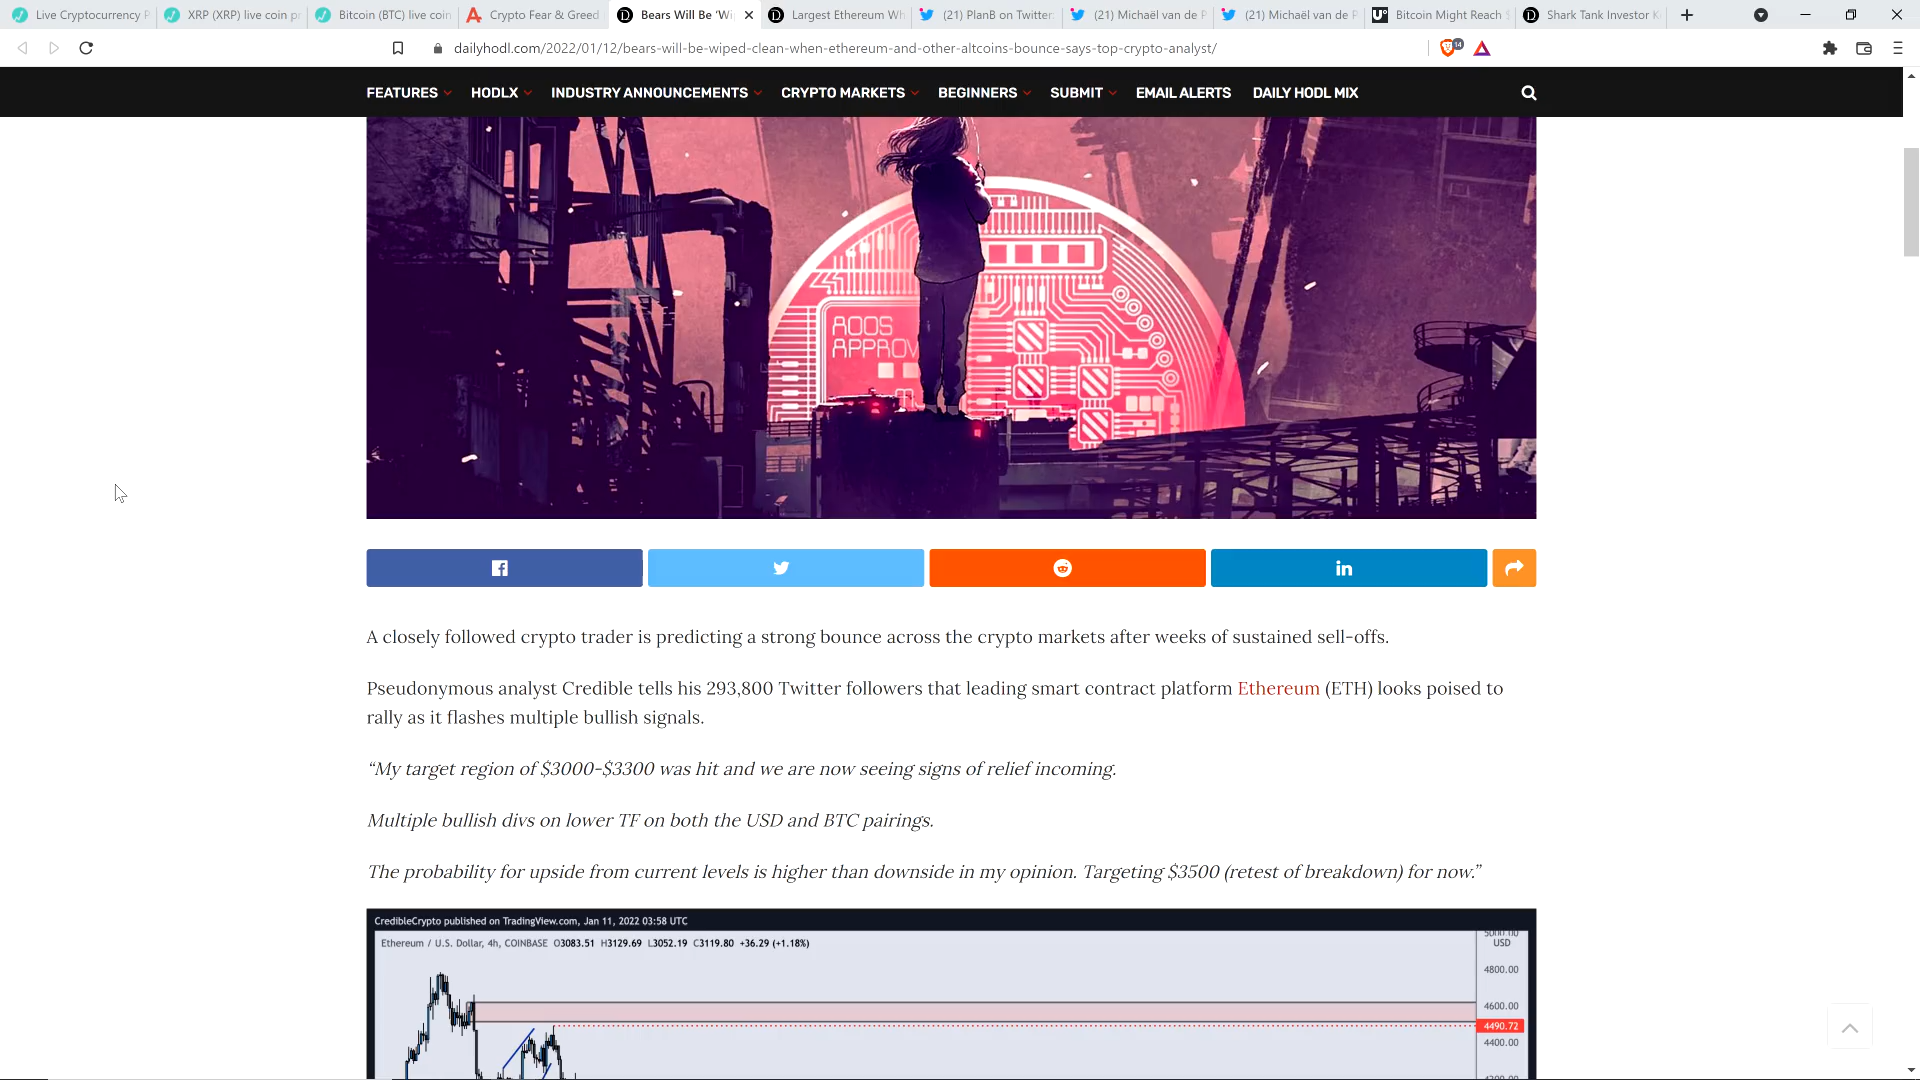 Live Cryptocurrency P
XRP (XRP) live coin pr
Bitcoin (BTC) live coin
Crypto Fear & Greed
Bears Will Be 'Wi
Largest Ethereum Wh
(21) PlanB on Twitter:
(21) Michaël van de P
(21) Michaël van de P
Bitcoin Might Reach $
Shark Tank Investor K
dailyhodl.com/2022/01/12/bears-will-be-wiped-clean-when-ethereum-and-other-altcoins-bounce-says-top-crypto-analyst/
14
FEATURES
HODLX
INDUSTRY ANNOUNCEMENTS
CRYPTO MARKETS
BEGINNERS
SUBMIT
EMAIL ALERTS
DAILY HODL MIX
A closely followed crypto trader is predicting a strong bounce across the crypto markets after weeks of sustained sell-offs.
Pseudonymous analyst Credible tells his 293,800 Twitter followers that leading smart contract platform Ethereum (ETH) looks poised to
rally as it flashes multiple bullish signals.
“My target region of $3000-$3300 was hit and we are now seeing signs of relief incoming.
Multiple bullish divs on lower TF on both the USD and BTC pairings.
The probability for upside from current levels is higher than downside in my opinion. Targeting $3500 (retest of breakdown) for now.”
CredibleCrypto published on TradingView.com, Jan 11, 2022 03:58 UTC
Ethereum / U.S. Dollar, 4h, COINBASE O3083.51 H3129.69 L3052.19 C3119.80 +36.29 (+1.18%)
USD
4800.00
4600.00
4490.72
4400.00